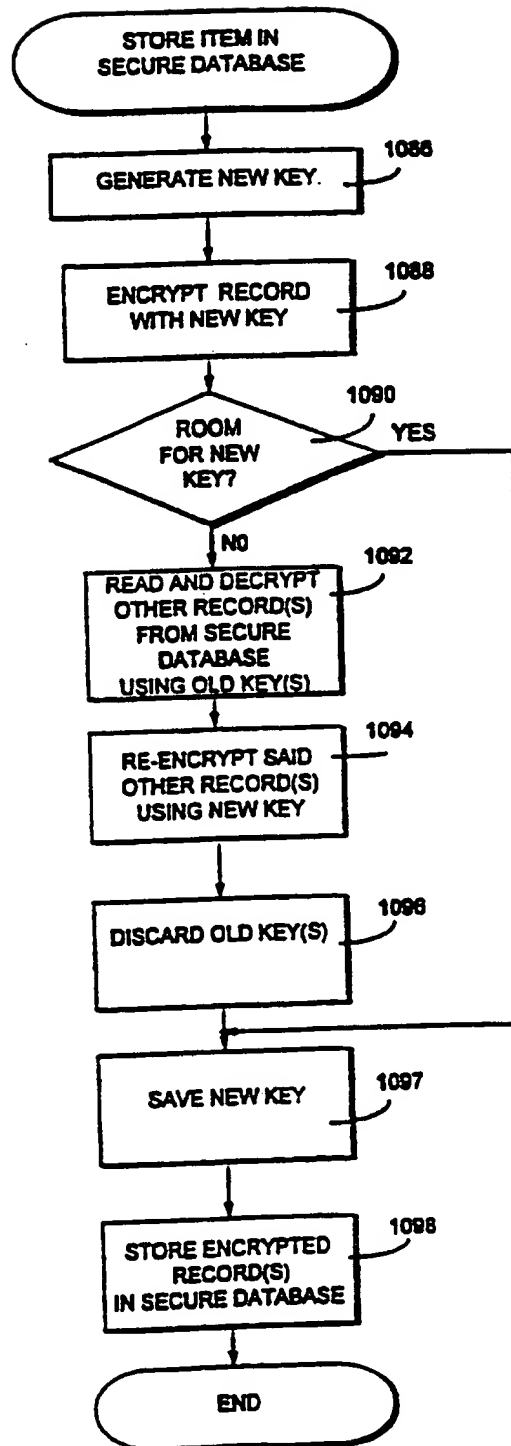 STORE ITEM IN
SECURE DATABASE
1086
GENERATE NEW KEY.
1088
ENCRYPT RECORD
WITH NEW KEY
1090
ROOM
FOR NEW
KEY?
YES
NO
1092
READ AND DECRYPT
OTHER RECORD(S)
FROM SECURE
DATABASE
USING OLD KEY(S)
1094
RE-ENCRYPT SAID
OTHER RECORD(S)
USING NEW KEY
1096
DISCARD OLD KEY(S)
1097
SAVE NEW KEY
1098
STORE ENCRYPTED
RECORD(S)
IN SECURE DATABASE
END